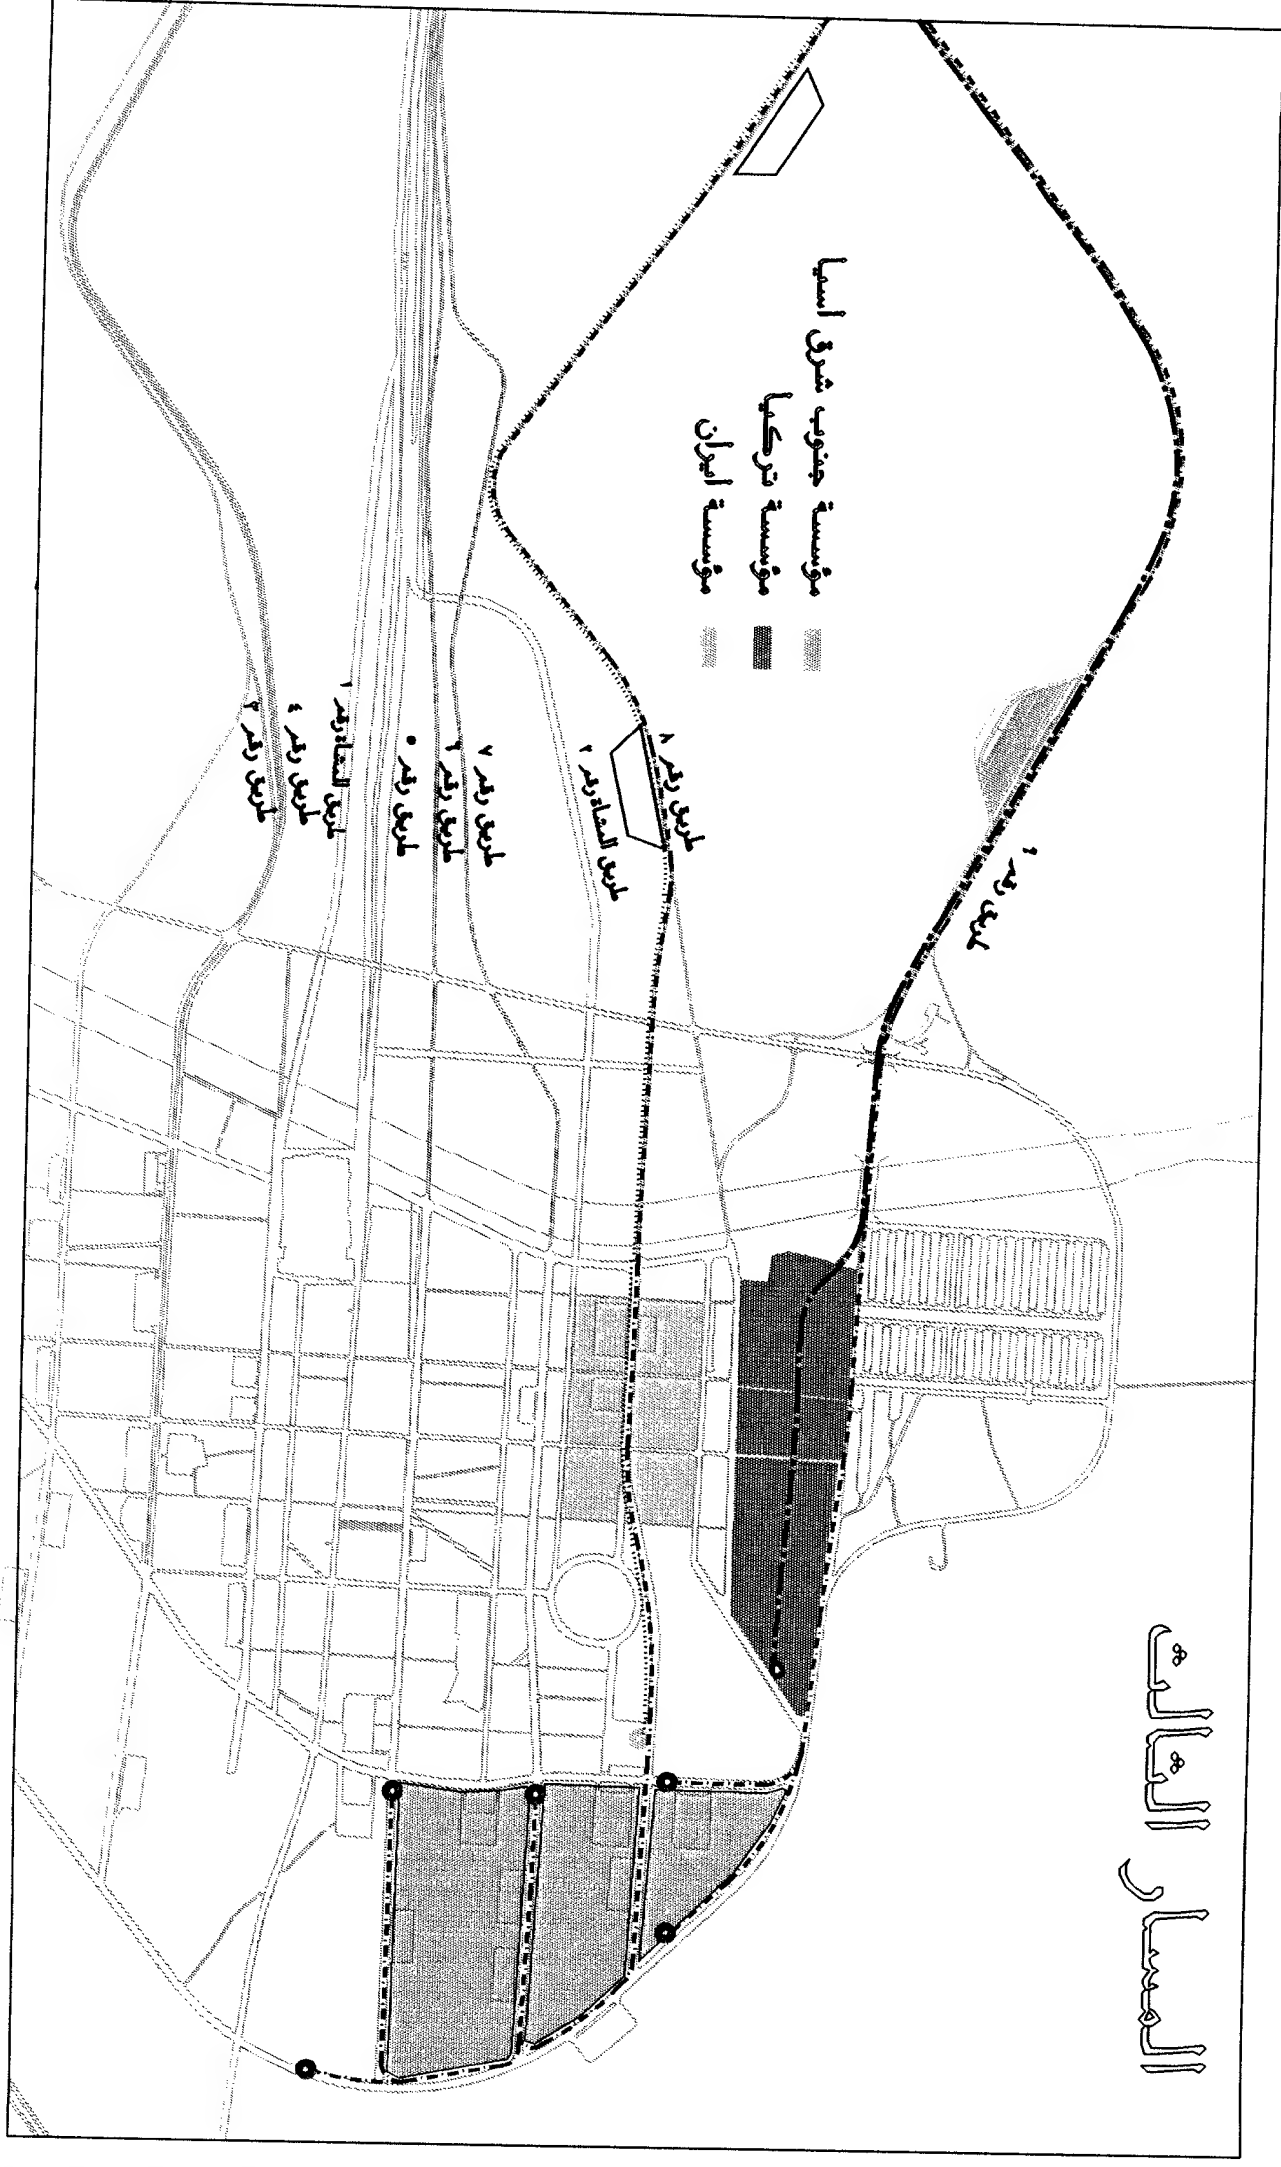 المسار الثالث
مؤسسة جنوب شرق اسيا
مؤسسة تركيا
مؤسسة ايران
طريق رقم ٩
طريق رقم ٨
طريق المشاة رقم ٢
طريق رقم ٧
طريق رقم ٦
طريق رقم ٥
طريق المشاة رقم ١
طريق رقم ٤
طريق رقم ٣